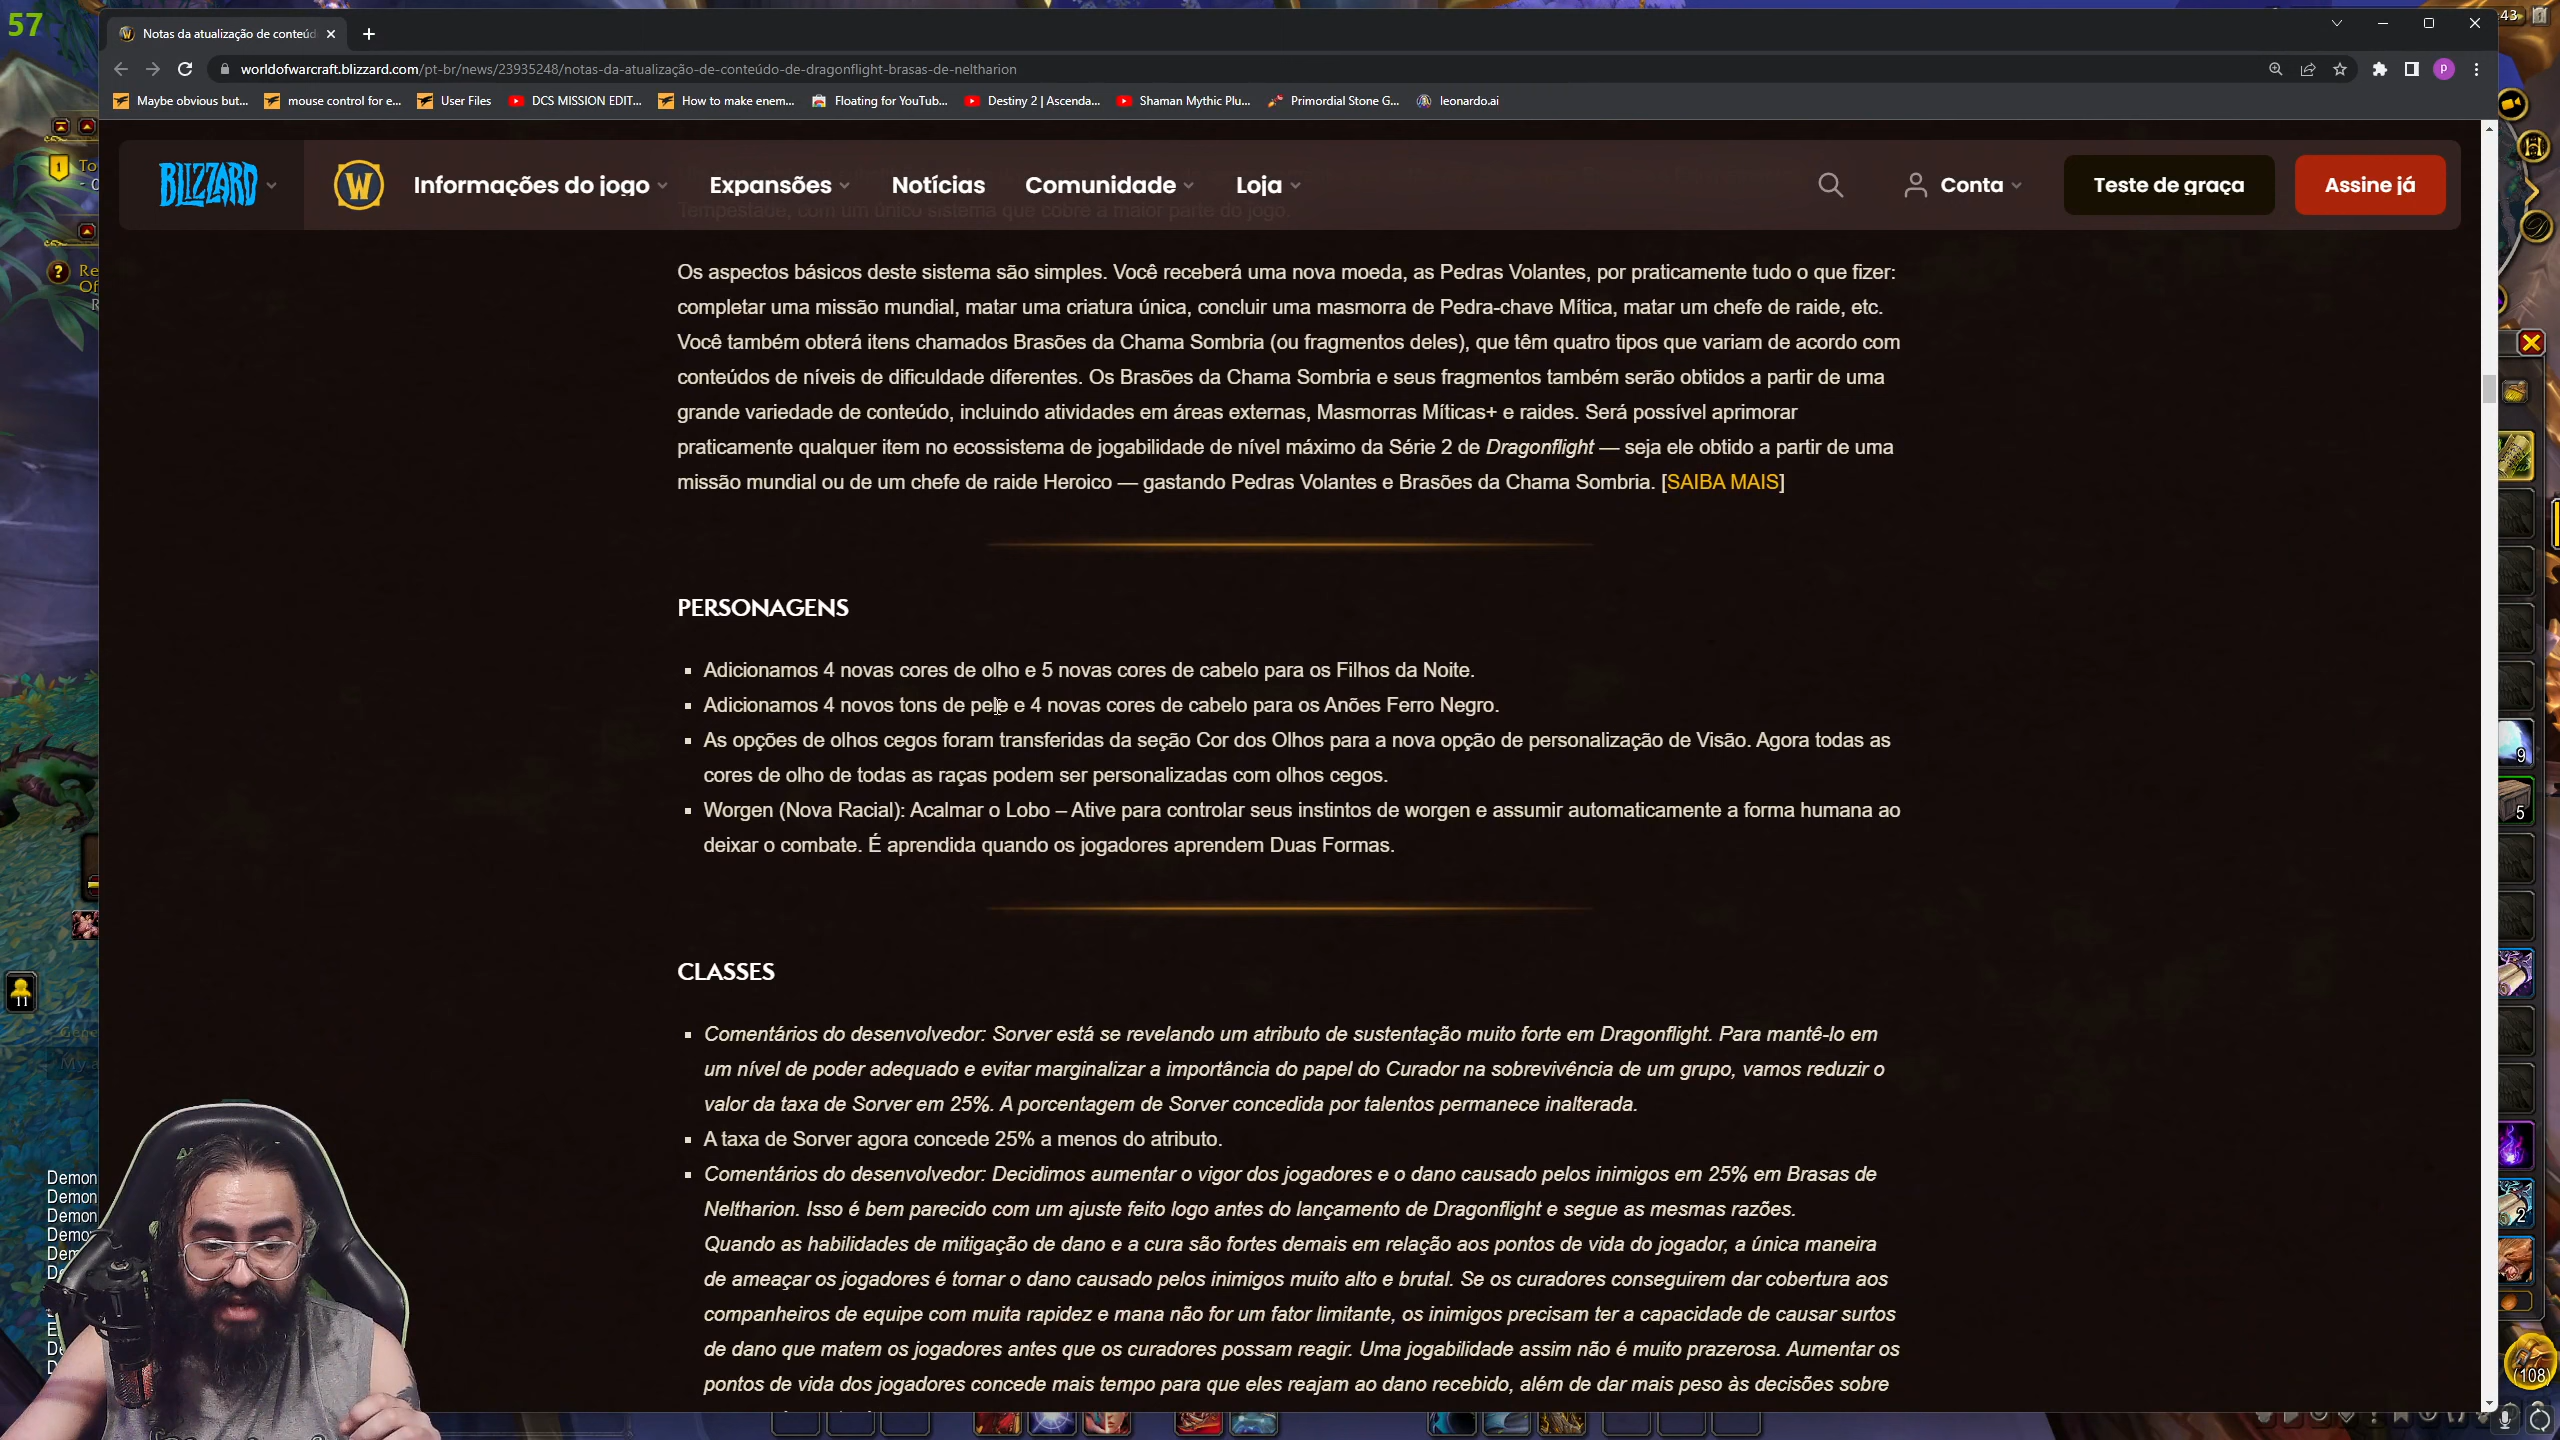 57
43
Notas da atualização de conteúd
worldofwarcraft.blizzard.com/pt-br/news/23935248/notas-da-atualização-de-conteúdo-de-dragonflight-brasas-de-neltharion
P
Maybe obvious but...
mouse control for e...
User Files
DCS MISSION EDIT...
How to make enem...
Floating for YouTub...
Destiny 2 | Ascenda...
Shaman Mythic Plu...
Primordial Stone G...
leonardo.ai
BLIZZARD
W
Informações do jogo
Expansões
Notícias
Comunidade
Loja
Conta
Teste de graça
Assine já
Tempestade, com um único sistema que cobre a maior parte do jogo.
Os aspectos básicos deste sistema são simples. Você receberá uma nova moeda, as Pedras Volantes, por praticamente tudo o que fizer:
completar uma missão mundial, matar uma criatura única, concluir uma masmorra de Pedra-chave Mítica, matar um chefe de raide, etc.
Você também obterá itens chamados Brasões da Chama Sombria (ou fragmentos deles), que têm quatro tipos que variam de acordo com
conteúdos de níveis de dificuldade diferentes. Os Brasões da Chama Sombria e seus fragmentos também serão obtidos a partir de uma
grande variedade de conteúdo, incluindo atividades em áreas externas, Masmorras Míticas+ e raides. Será possível aprimorar
praticamente qualquer item no ecossistema de jogabilidade de nível máximo da Série 2 de Dragonflight — seja ele obtido a partir de uma
missão mundial ou de um chefe de raide Heroico — gastando Pedras Volantes e Brasões da Chama Sombria. [SAIBA MAIS]
PERSONAGENS
▪ Adicionamos 4 novas cores de olho e 5 novas cores de cabelo para os Filhos da Noite.
▪ Adicionamos 4 novos tons de pele e 4 novas cores de cabelo para os Anões Ferro Negro.
▪ As opções de olhos cegos foram transferidas da seção Cor dos Olhos para a nova opção de personalização de Visão. Agora todas as
cores de olho de todas as raças podem ser personalizadas com olhos cegos.
▪ Worgen (Nova Racial): Acalmar o Lobo – Ative para controlar seus instintos de worgen e assumir automaticamente a forma humana ao
deixar o combate. É aprendida quando os jogadores aprendem Duas Formas.
CLASSES
▪ Comentários do desenvolvedor: Sorver está se revelando um atributo de sustentação muito forte em Dragonflight. Para mantê-lo em
um nível de poder adequado e evitar marginalizar a importância do papel do Curador na sobrevivência de um grupo, vamos reduzir o
valor da taxa de Sorver em 25%. A porcentagem de Sorver concedida por talentos permanece inalterada.
▪ A taxa de Sorver agora concede 25% a menos do atributo.
▪ Comentários do desenvolvedor: Decidimos aumentar o vigor dos jogadores e o dano causado pelos inimigos em 25% em Brasas de
Neltharion. Isso é bem parecido com um ajuste feito logo antes do lançamento de Dragonflight e segue as mesmas razões.
Quando as habilidades de mitigação de dano e a cura são fortes demais em relação aos pontos de vida do jogador, a única maneira
de ameaçar os jogadores é tornar o dano causado pelos inimigos muito alto e brutal. Se os curadores conseguirem dar cobertura aos
companheiros de equipe com muita rapidez e mana não for um fator limitante, os inimigos precisam ter a capacidade de causar surtos
de dano que matem os jogadores antes que os curadores possam reagir. Uma jogabilidade assim não é muito prazerosa. Aumentar os
pontos de vida dos jogadores concede mais tempo para que eles reajam ao dano recebido, além de dar mais peso às decisões sobre
1
To
Re
Of
11
Demon
Demon
Demon
Demo
Dem
9
5
2
(108)